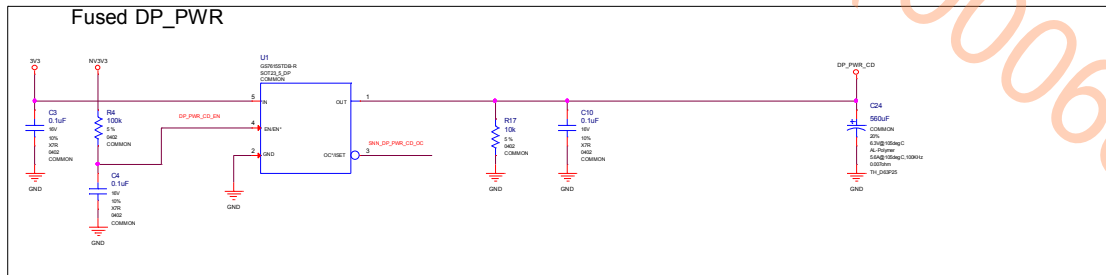 Fused DP_PWR
3V3
NV3V3
U1
GS7615STDB-R
SOT23_5_DP
COMMON
DP_PWR_CD
C3
0.1uF
16V
10%
X7R
0402
COMMON
GND
R4
100k
5 %
0402
COMMON
DP_PWR_CD_EN
C4
0.1uF
16V
10%
X7R
0402
COMMON
GND
5
IN
OUT
1
4
EN/EN*
2
GND
OC*/ISET
3
SNN_DP_PWR_CD_OC
GND
R17
10k
5 %
0402
COMMON
GND
C10
0.1uF
16V
10%
X7R
0402
COMMON
GND
C24
560uF
COMMON
20%
6.3V@105degC
AL-Polymer
5.6A@105degC,100KHz
0.007ohm
TH_D63P25
GND